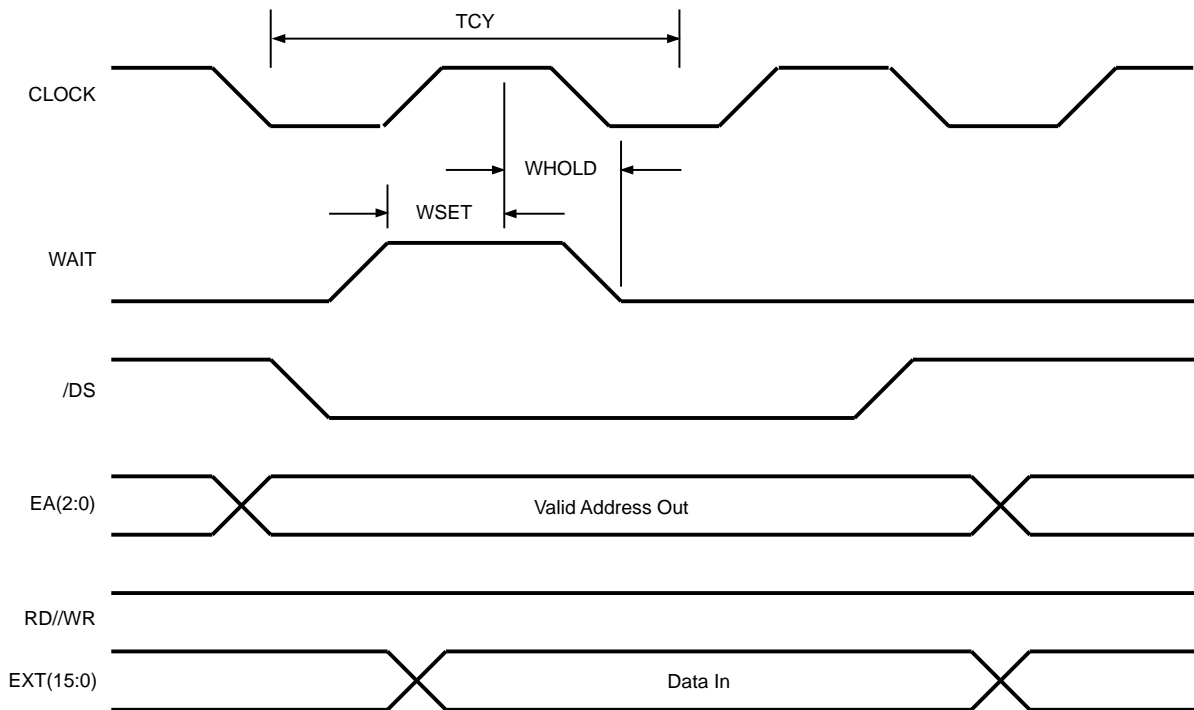 TCY
CLOCK
WHOLD
WSET
WAIT
/DS
EA(2:0)
Valid Address Out
RD//WR
EXT(15:0)
Data In